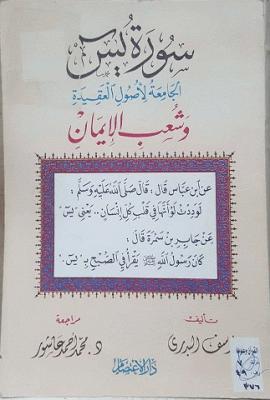 سورة يس
الجامعة لأصول العقيدة
وشعب الإيمان
عن ابن عباس قال : قال صلى الله عليه وسلم :
لوددت لو أنها في قلب كل إنسان .. يعني "يس"
عن جابر بن سمرة قال :
كان رسول الله ﷺ يقرأ في الصبح بـ "يس"
تأليف
يوسف البدري
مراجعة
د. محمد أحمد عاشور
دار الاعتصام